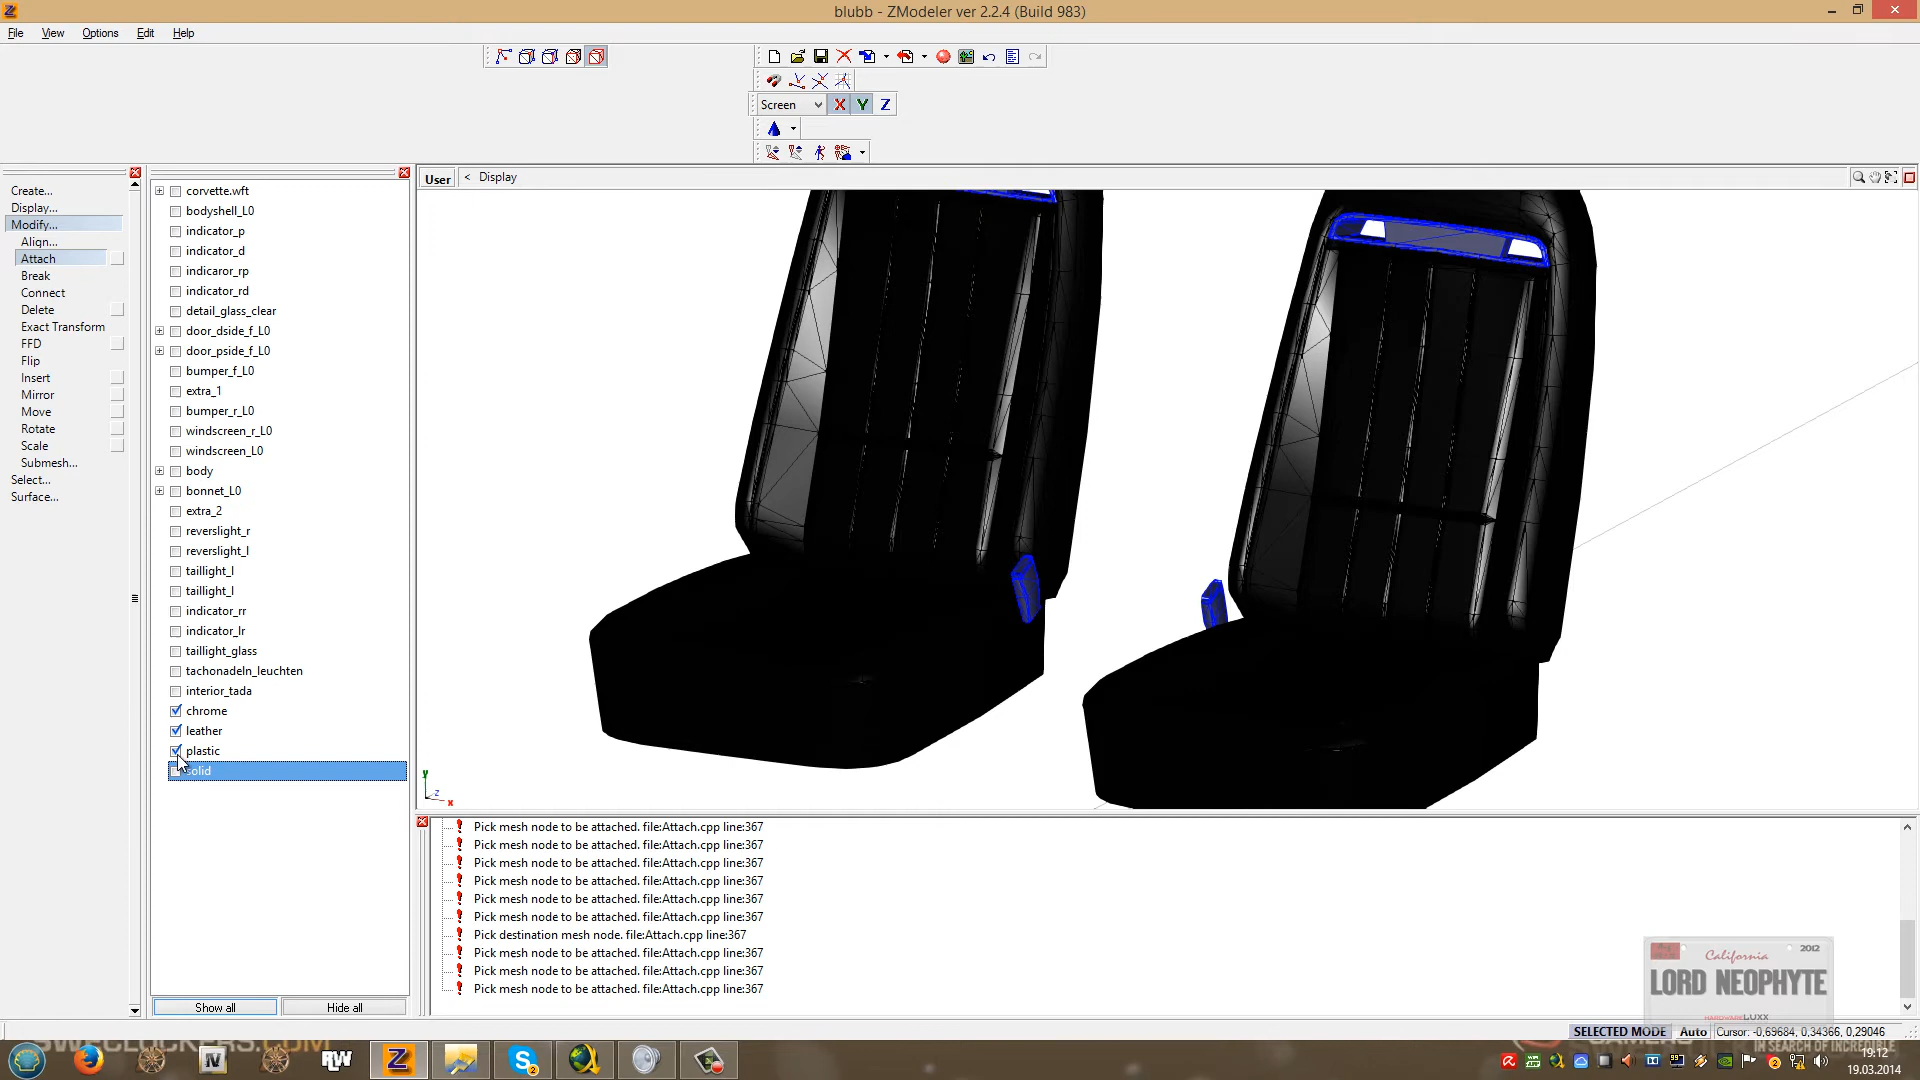 blubb - ZModeler ver 2.2.4 (Build 983)
File View Options Edit Help
Screen X Y Z
User < Display
Create...
Display...
Modify...
Align...
Attach
Break
Connect
Delete
Exact Transform
FFD
Flip
Insert
Mirror
Move
Rotate
Scale
Submesh...
Select...
Surface...
corvette.wft
bodyshell_L0
indicator_p
indicator_d
indicaror_rp
indicator_rd
detail_glass_clear
door_dside_f_L0
door_pside_f_L0
bumper_f_L0
extra_1
bumper_r_L0
windscreen_r_L0
windscreen_L0
body
bonnet_L0
extra_2
reverslight_r
reverslight_l
taillight_l
taillight_l
indicator_rr
indicator_lr
taillight_glass
tachonadeln_leuchten
interior_tada
chrome
leather
plastic
solid
Show all Hide all
y
z
x
Pick mesh node to be attached. file:Attach.cpp line:367
Pick mesh node to be attached. file:Attach.cpp line:367
Pick mesh node to be attached. file:Attach.cpp line:367
Pick mesh node to be attached. file:Attach.cpp line:367
Pick mesh node to be attached. file:Attach.cpp line:367
Pick mesh node to be attached. file:Attach.cpp line:367
Pick destination mesh node. file:Attach.cpp line:367
Pick mesh node to be attached. file:Attach.cpp line:367
Pick mesh node to be attached. file:Attach.cpp line:367
Pick mesh node to be attached. file:Attach.cpp line:367
California 2012
LORD NEOPHYTE
HARDWARELUXX
SELECTED MODE Auto Cursor: -0,69684, 0,34366, 0,29046
IN SEARCH OF INCREDIBLE
IV RW Z S 2
19:12
19.03.2014